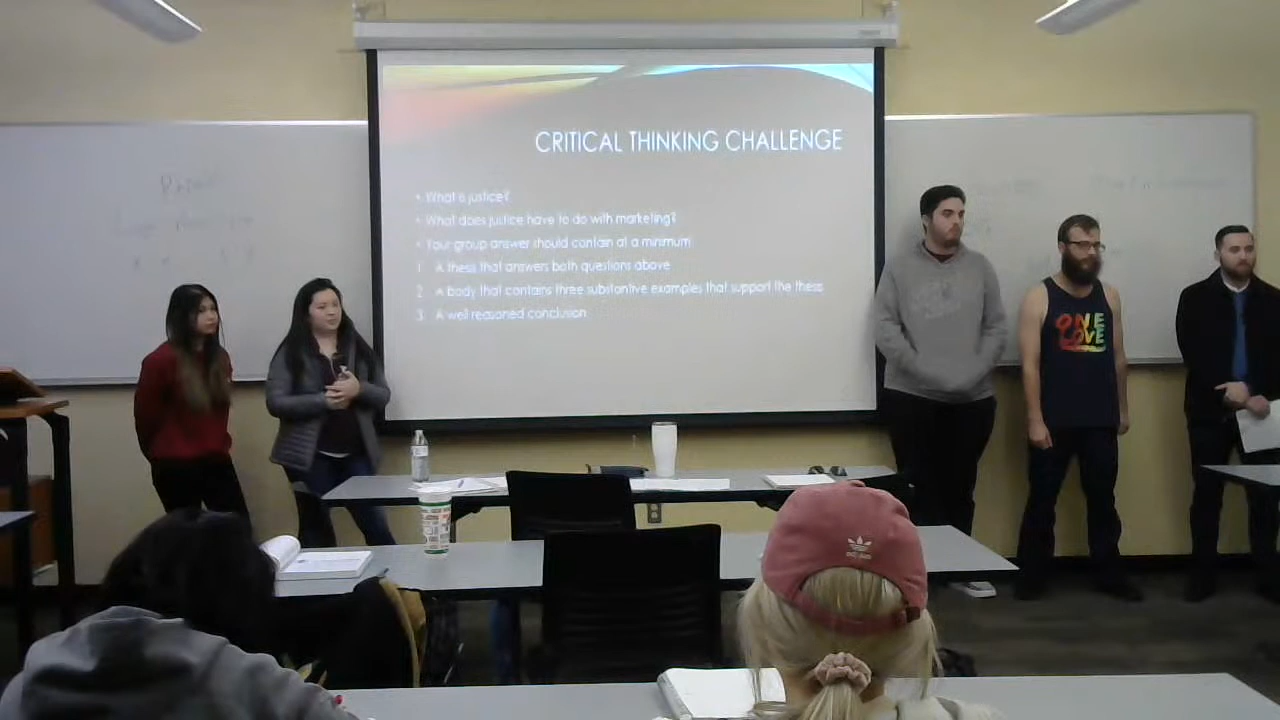 CRITICAL THINKING CHALLENGE
• What is justice?
• What does justice have to do with marketing?
• Your group answer should contain at a minimum
1. A thesis that answers both questions above
2. A body that contains three substantive examples that support the thesis
3. A well reasoned conclusion
ONE
LOVE